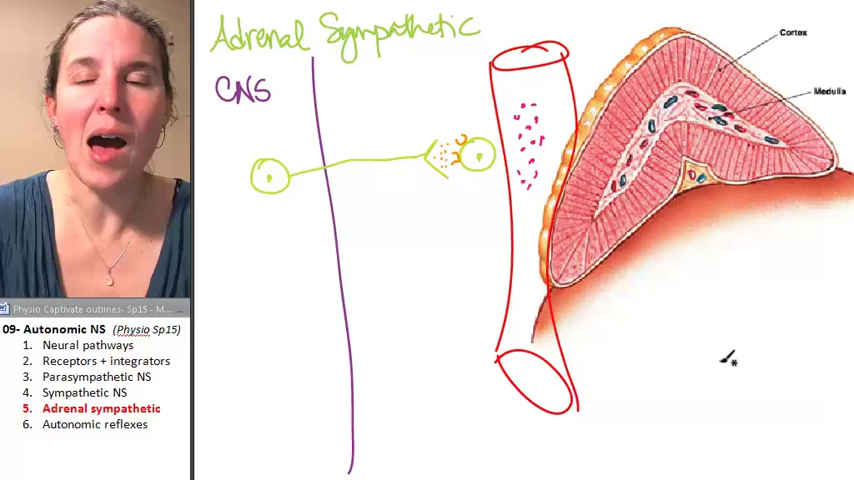 Adrenal Sympathetic
CNS
Cortex
Medulla
Physio Captivate outlines- Sp15 - M...
09- Autonomic NS (Physio Sp15)
1. Neural pathways
2. Receptors + integrators
3. Parasympathetic NS
4. Sympathetic NS
5. Adrenal sympathetic
6. Autonomic reflexes